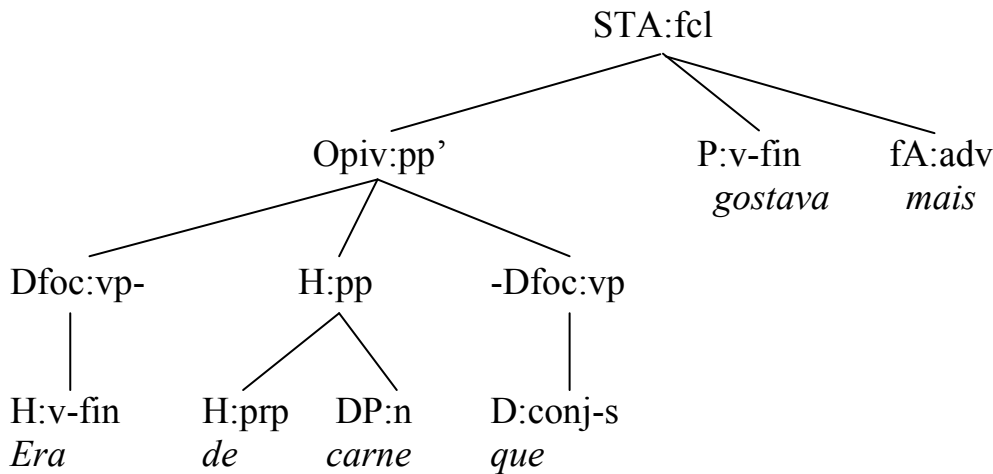 STA:fcl
Opiv:pp’ P:v-fin fA:adv
gostava mais
Dfoc:vp- H:pp -Dfoc:vp
H:v-fin H:prp DP:n D:conj-s
Era de carne que